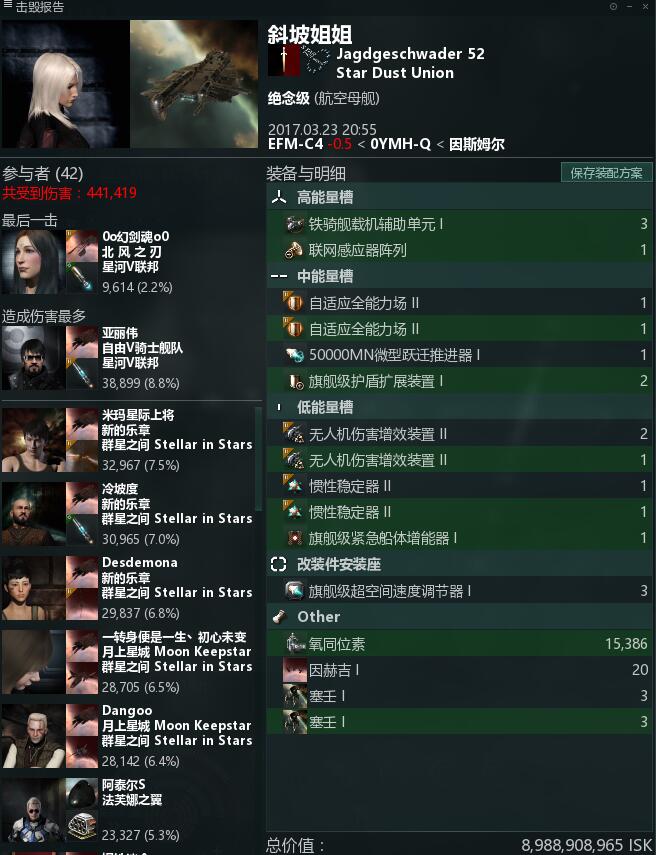 击毁报告
斜坡姐姐
Jagdgeschwader 52
Star Dust Union
绝念级 (航空母舰)
2017.03.23 20:55
EFM-C4 -0.5 < 0YMH-Q < 因斯姆尔
参与者 (42)
共受到伤害：441,419
最后一击
0o幻剑魂o0
北 风 之 刃
星河V联邦
9,614 (2.2%)
造成伤害最多
亚丽伟
自由V骑士舰队
星河V联邦
38,899 (8.8%)
米玛星际上将
新的乐章
群星之间 Stellar in Stars
32,967 (7.5%)
冷坡度
新的乐章
群星之间 Stellar in Stars
30,965 (7.0%)
Desdemona
新的乐章
群星之间 Stellar in Stars
29,837 (6.8%)
一转身便是一生、初心未变
月上星城 Moon Keepstar
群星之间 Stellar in Stars
28,705 (6.5%)
Dangoo
月上星城 Moon Keepstar
群星之间 Stellar in Stars
28,142 (6.4%)
阿泰尔S
法芙娜之翼
23,327 (5.3%)
装备与明细
保存装配方案
高能量槽
铁骑舰载机辅助单元 I 3
联网感应器阵列 1
中能量槽
自适应全能力场 II 1
自适应全能力场 II 1
50000MN微型跃迁推进器 I 1
旗舰级护盾扩展装置 I 2
低能量槽
无人机伤害增效装置 II 2
无人机伤害增效装置 II 1
惯性稳定器 II 1
惯性稳定器 II 1
旗舰级紧急船体增能器 I 1
改装件安装座
旗舰级超空间速度调节器 I 3
Other
氧同位素 15,386
因赫吉 I 20
塞壬 I 3
塞壬 I 3
总价值： 8,988,908,965 ISK